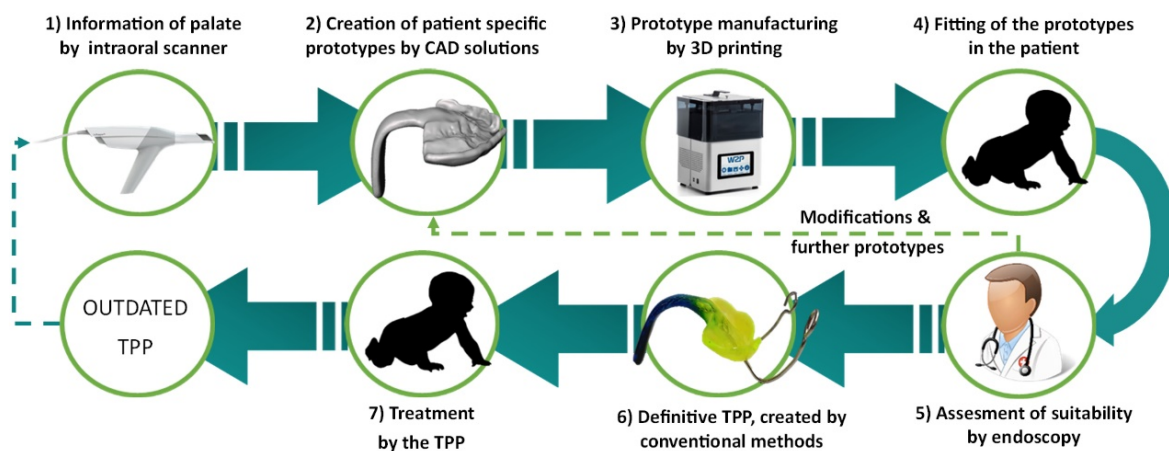 1) Information of palate
by intraoral scanner
2) Creation of patient specific
prototypes by CAD solutions
3) Prototype manufacturing
by 3D printing
4) Fitting of the prototypes
in the patient
W2P
Modifications &
further prototypes
OUTDATED
TPP
7) Treatment
by the TPP
6) Definitive TPP, created by
conventional methods
5) Assesment of suitability
by endoscopy